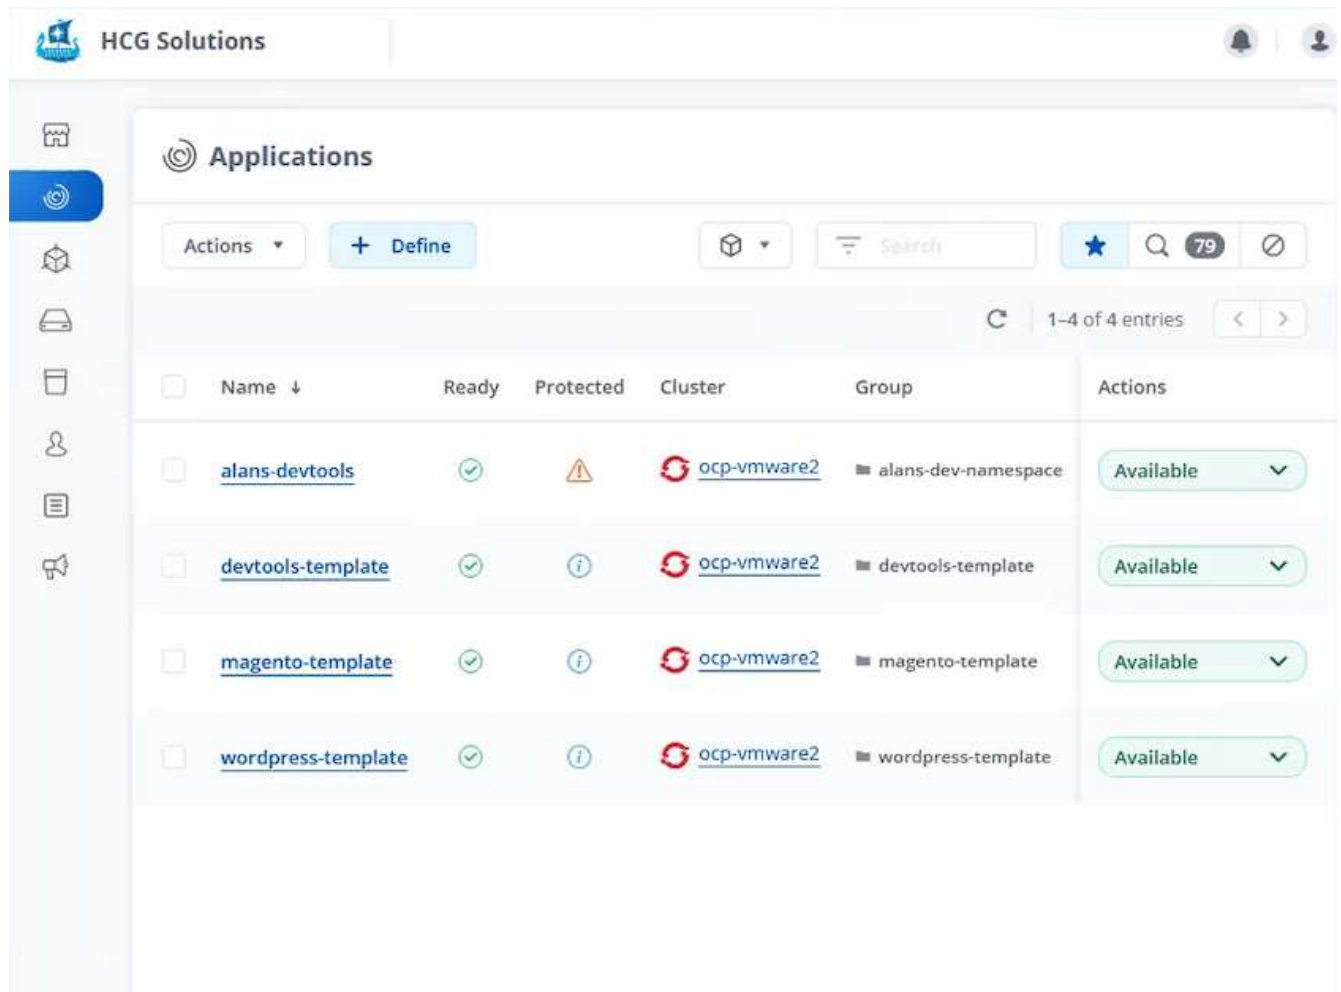 HCG Solutions
Applications
Actions + Define Search 79
1–4 of 4 entries
Name ↓ Ready Protected Cluster Group Actions
alans-devtools ocp-vmware2 alans-dev-namespace Available
devtools-template ocp-vmware2 devtools-template Available
magento-template ocp-vmware2 magento-template Available
wordpress-template ocp-vmware2 wordpress-template Available